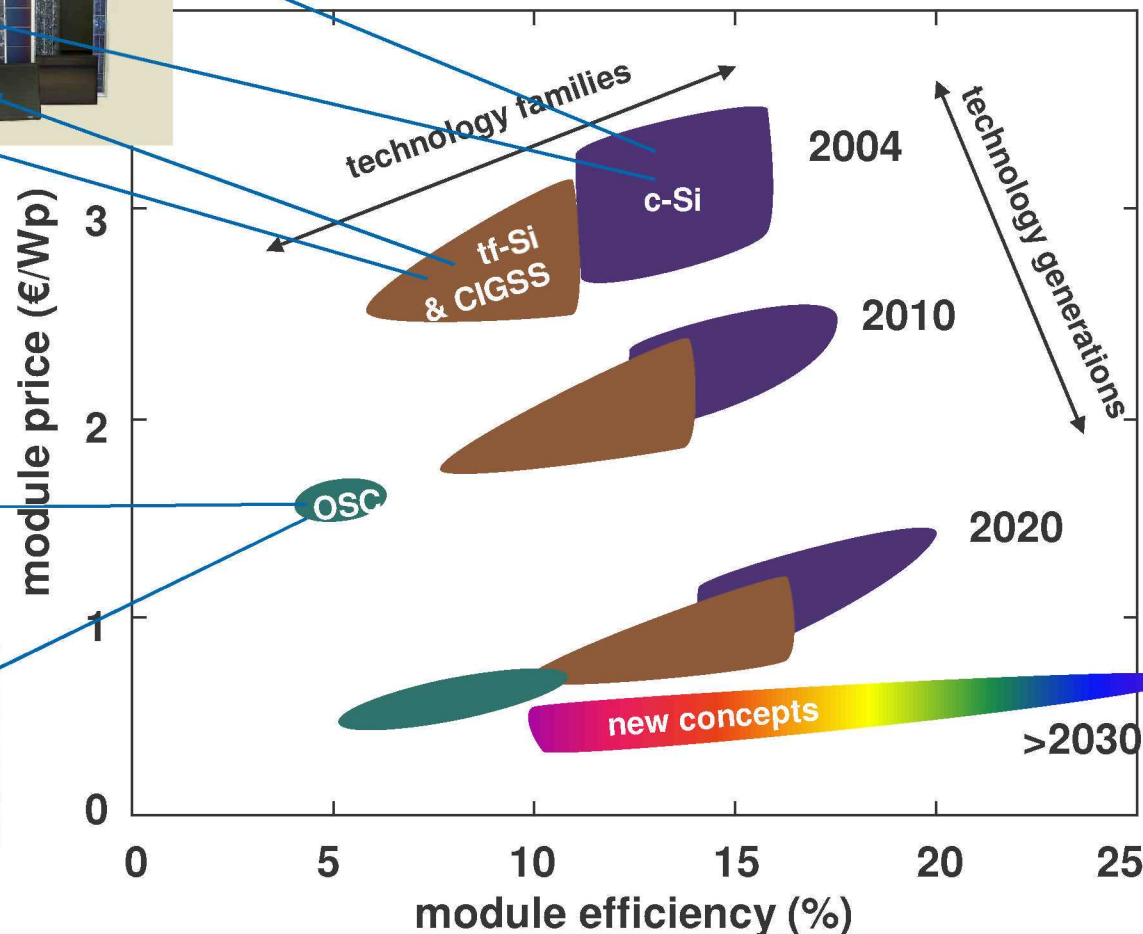 technology families
2004
technology generations
c-Si
tf-Si
& CIGSS
2010
OSC
2020
new concepts
>2030
module price (€/Wp)
3
2
1
0
0
5
10
15
20
25
module efficiency (%)